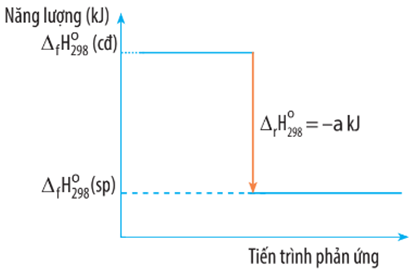 Năng lượng (kJ)
Δ_fH°_298 (cđ)
Δ_rH°_298 = –a kJ
Δ_fH°_298(sp)
Tiến trình phản ứng